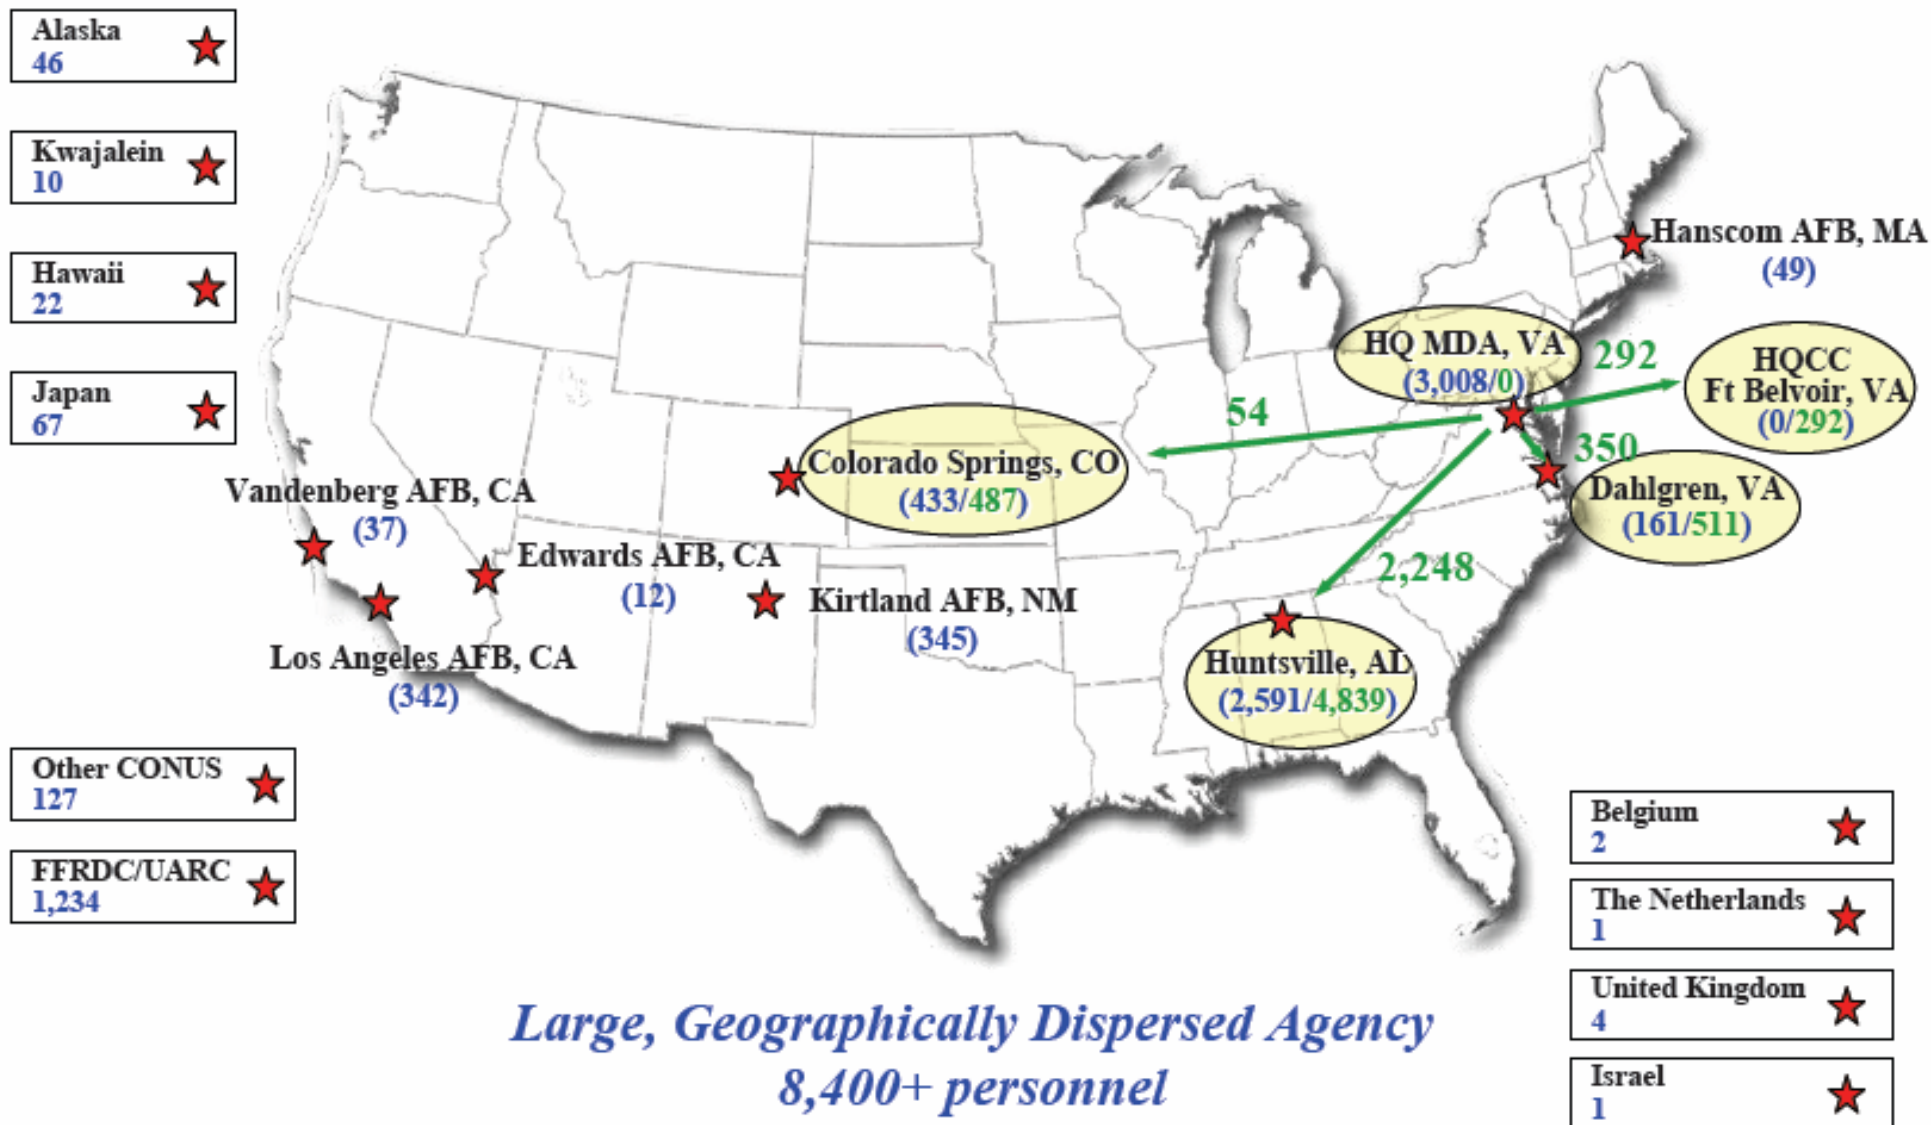 Alaska
46
Kwajalein
10
Hawaii
22
Japan
67
Hanscom AFB, MA
(49)
HQ MDA, VA
(3,008/0)
292
HQCC
Ft Belvoir, VA
(0/292)
54
350
Colorado Springs, CO
(433/487)
Dahlgren, VA
(161/511)
Vandenberg AFB, CA
(37)
Edwards AFB, CA
(12)
2,248
Kirtland AFB, NM
(345)
Los Angeles AFB, CA
(342)
Huntsville, AL
(2,591/4,839)
Other CONUS
127
FFRDC/UARC
1,234
Belgium
2
The Netherlands
1
United Kingdom
4
Israel
1
Large, Geographically Dispersed Agency
8,400+ personnel